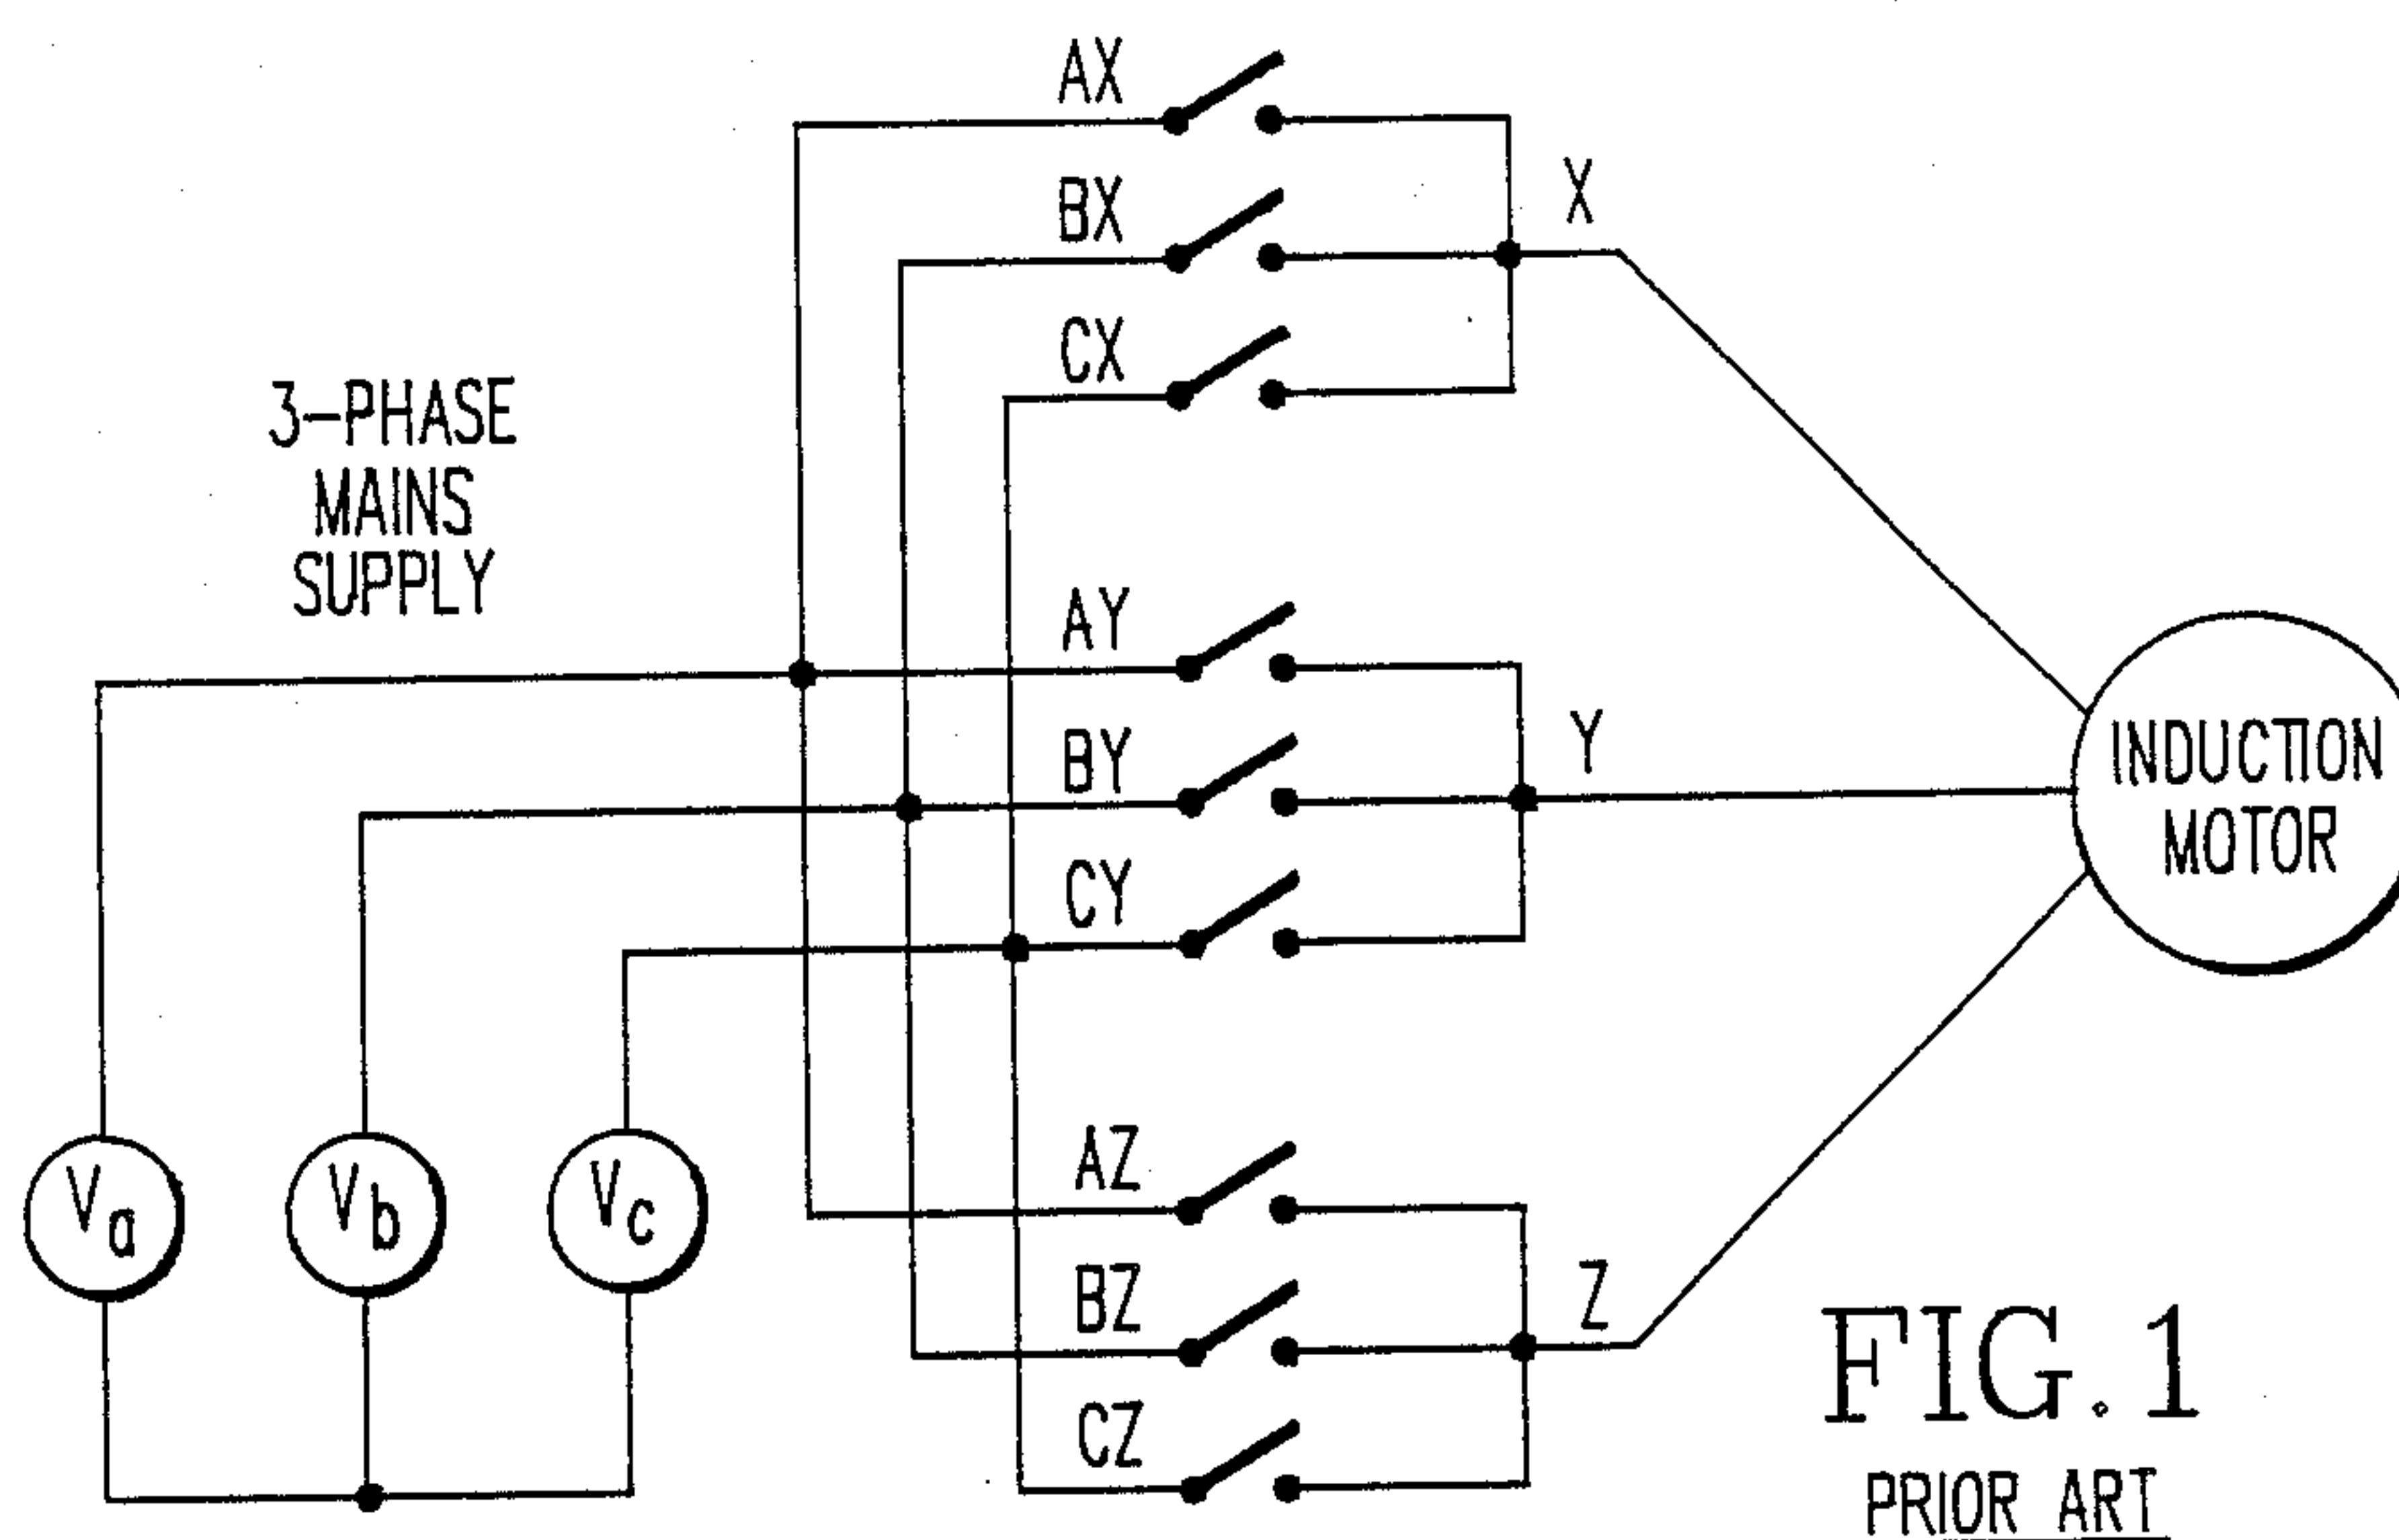 AX
BX
X
CX
3-PHASE
MAINS
SUPPLY
AY
BY
Y
CY
INDUCTION
MOTOR
AZ
Va
Vb
Vc
BZ
Z
CZ
FIG. 1
PRIOR ART